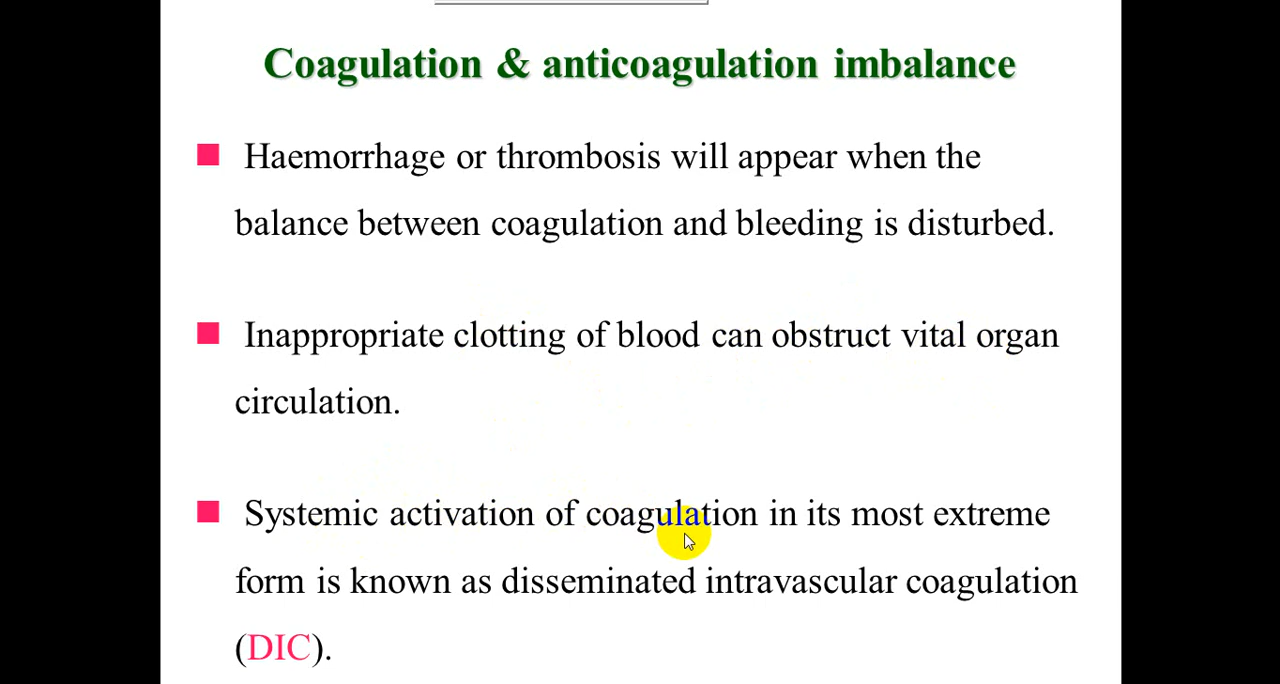 Coagulation & anticoagulation imbalance
Haemorrhage or thrombosis will appear when the
balance between coagulation and bleeding is disturbed.
Inappropriate clotting of blood can obstruct vital organ
circulation.
Systemic activation of coagulation in its most extreme
form is known as disseminated intravascular coagulation
(DIC).